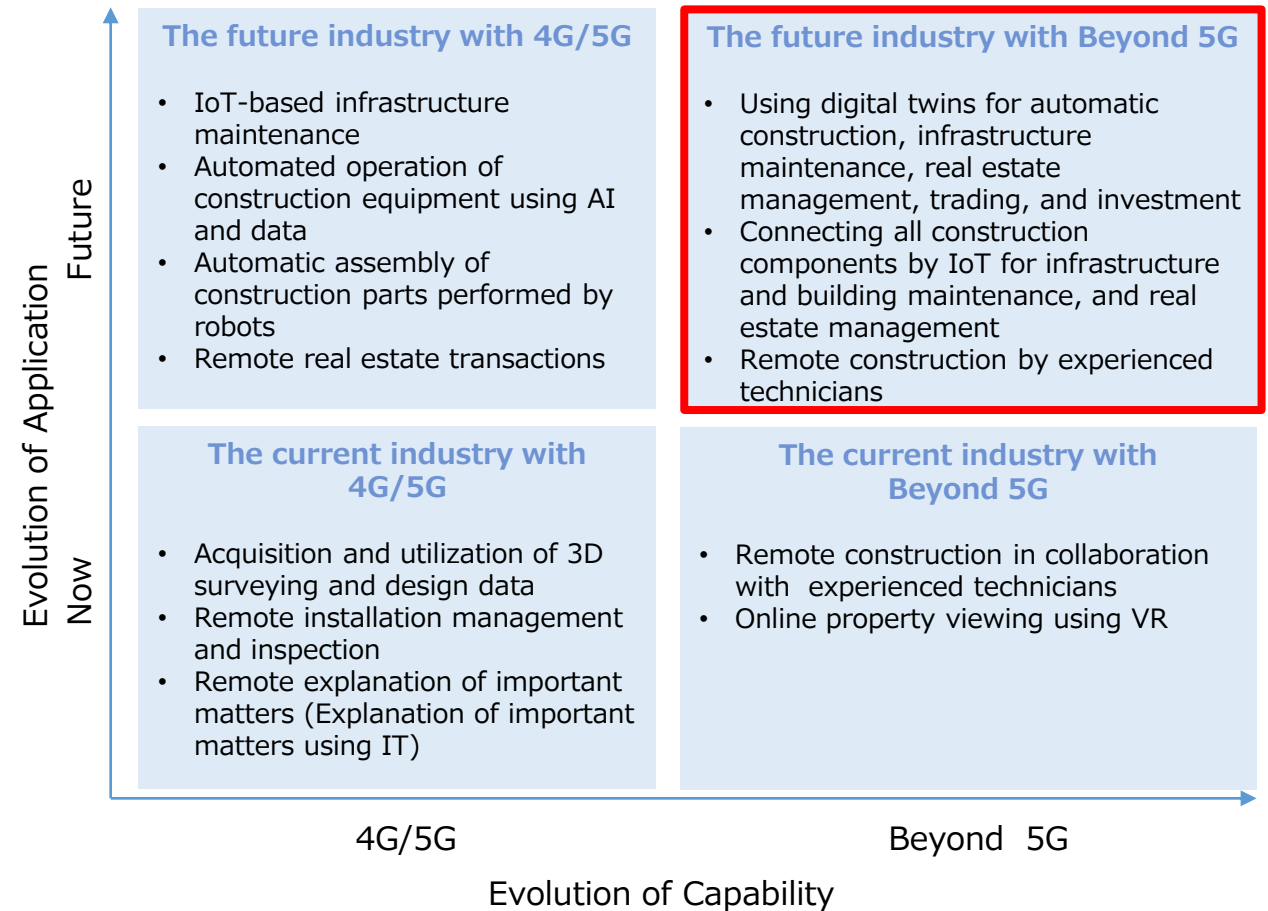 The future industry with 4G/5G
• IoT-based infrastructure
maintenance
• Automated operation of
construction equipment using AI
and data
• Automatic assembly of
construction parts performed by
robots
• Remote real estate transactions
The future industry with Beyond 5G
• Using digital twins for automatic
construction, infrastructure
maintenance, real estate
management, trading, and investment
• Connecting all construction
components by IoT for infrastructure
and building maintenance, and real
estate management
• Remote construction by experienced
technicians
The current industry with
4G/5G
• Acquisition and utilization of 3D
surveying and design data
• Remote installation management
and inspection
• Remote explanation of important
matters (Explanation of important
matters using IT)
The current industry with
Beyond 5G
• Remote construction in collaboration
with experienced technicians
• Online property viewing using VR
Evolution of Application
Future
Now
4G/5G
Beyond 5G
Evolution of Capability